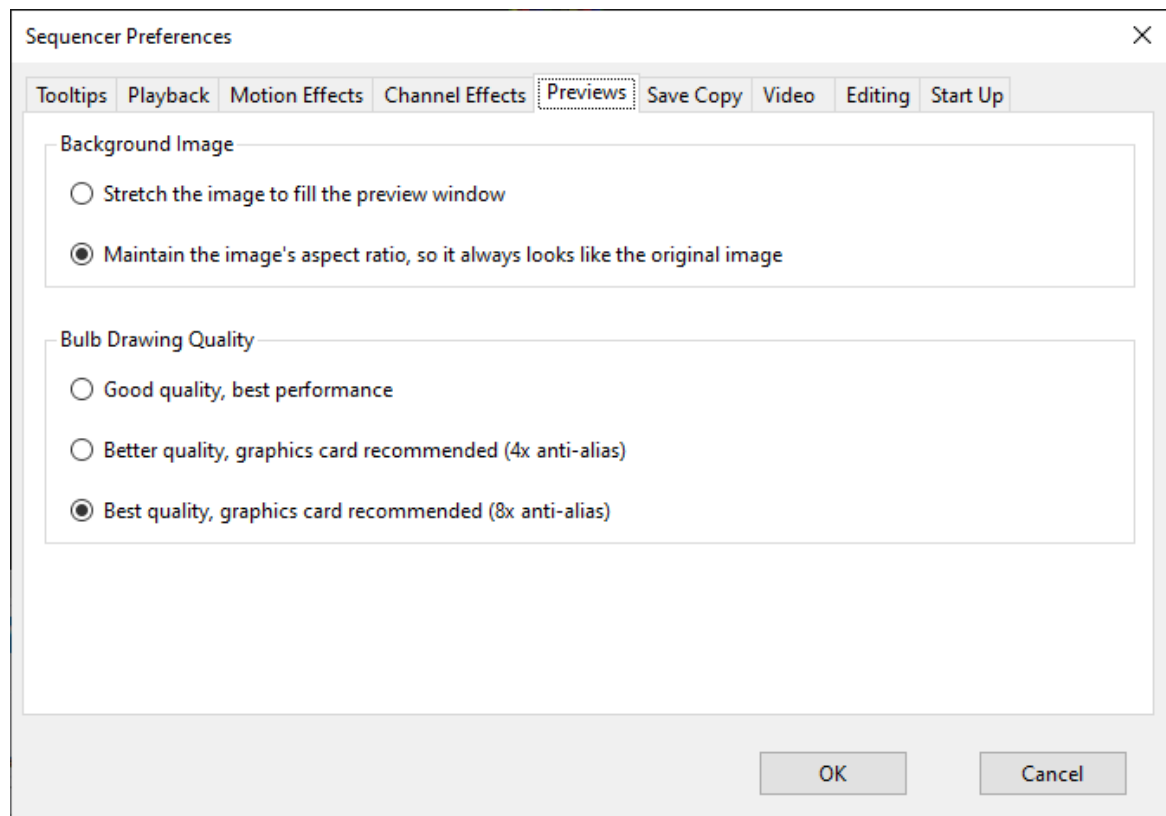 Sequencer Preferences
Tooltips Playback Motion Effects Channel Effects Previews Save Copy Video Editing Start Up
Background Image
Stretch the image to fill the preview window
Maintain the image's aspect ratio, so it always looks like the original image
Bulb Drawing Quality
Good quality, best performance
Better quality, graphics card recommended (4x anti-alias)
Best quality, graphics card recommended (8x anti-alias)
OK Cancel